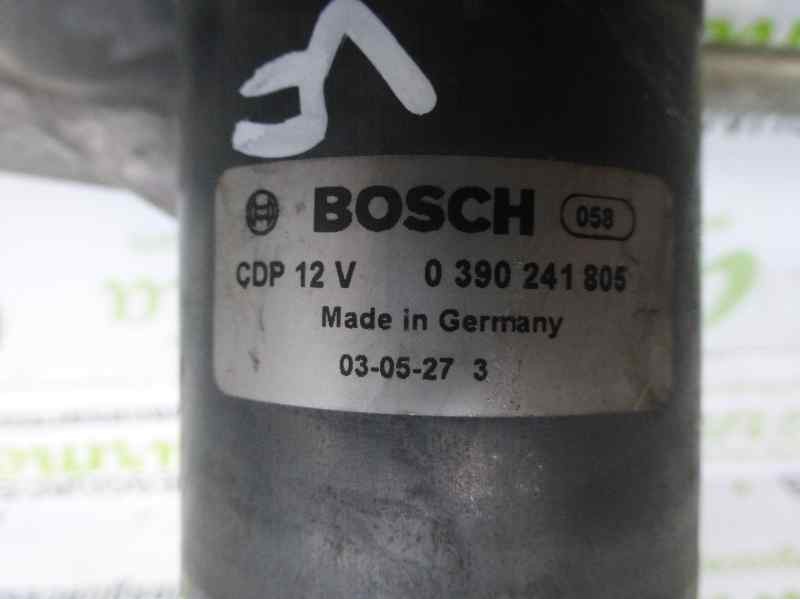 BOSCH 058
CDP 12 V 0 390 241 805
Made in Germany
03-05-27 3